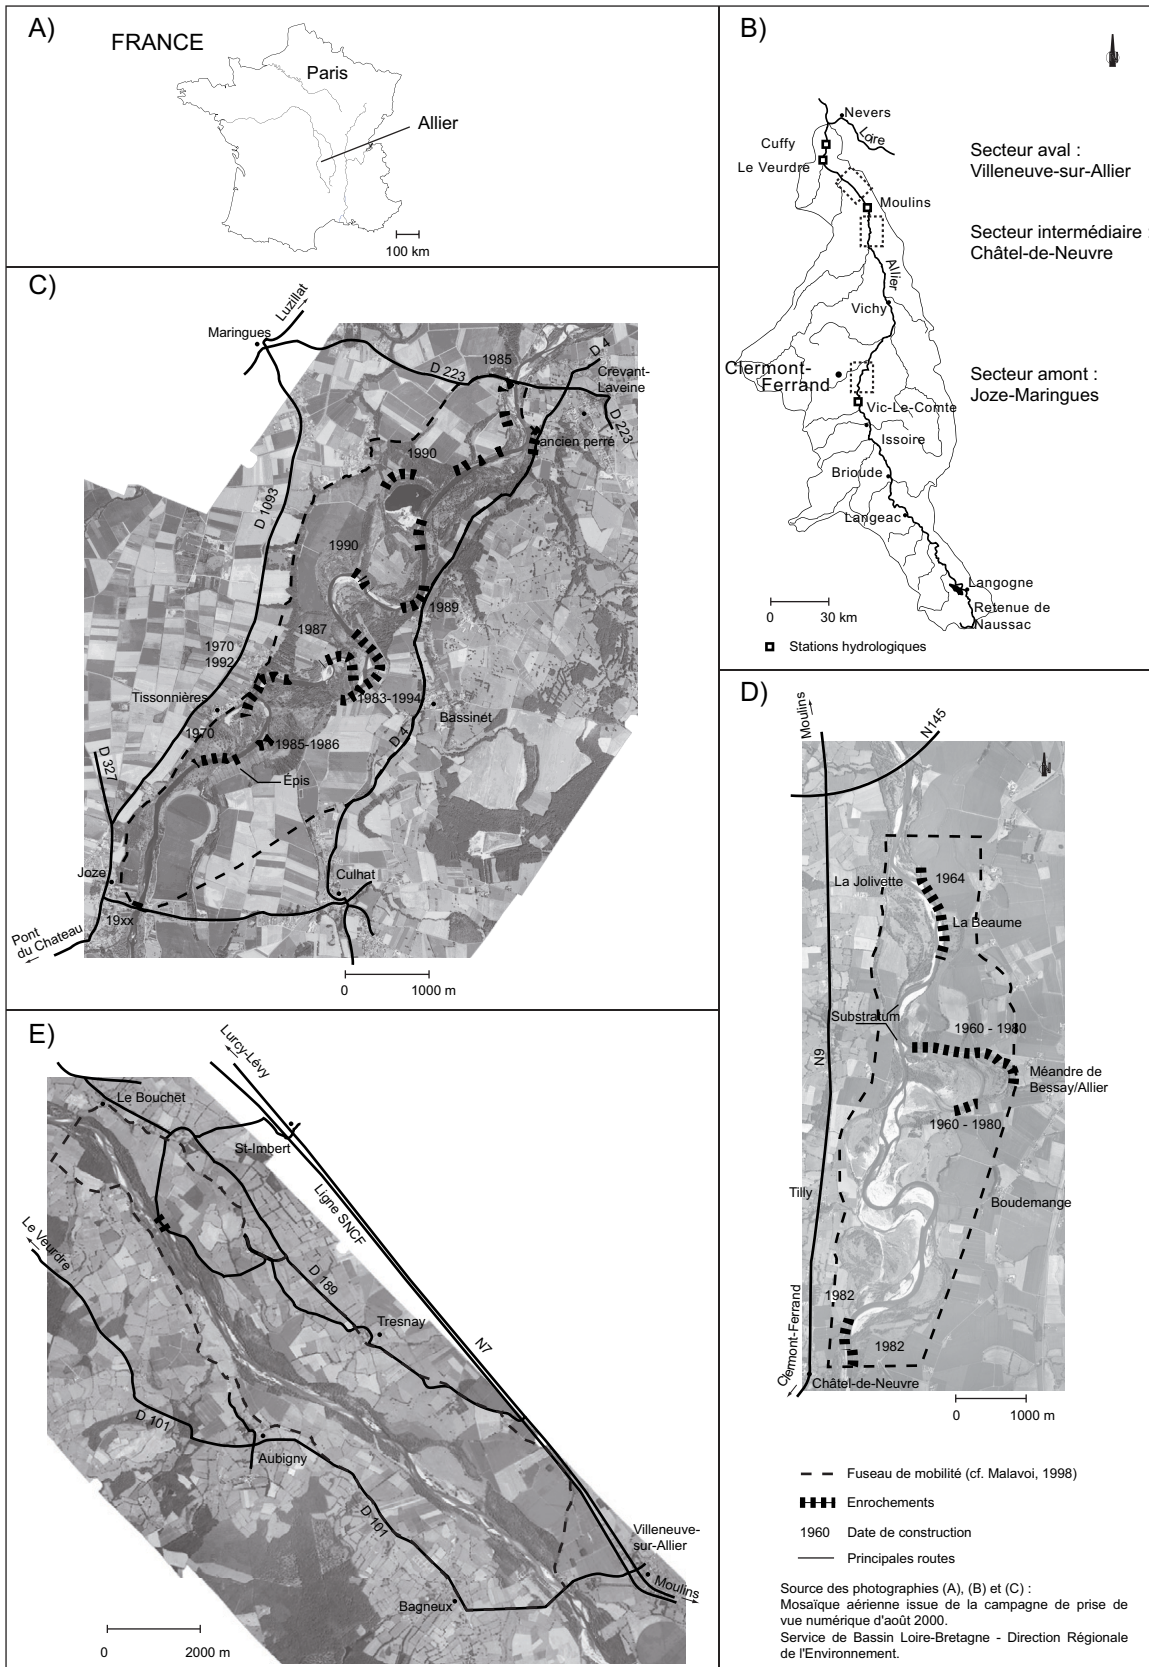 A)
FRANCE
Paris
Allier
100 km
B)
Nevers
Loire
Cuffy
Le Veurdre
Moulins
Allier
Vichy
Clermont-
Ferrand
Vic-Le-Comte
Issoire
Brioude
Langeac
Langogne
Retenue de
Naussac
0 30 km
Stations hydrologiques
Secteur aval :
Villeneuve-sur-Allier
Secteur intermédiaire :
Châtel-de-Neuvre
Secteur amont :
Joze-Maringues
C)
Luzillat
Maringues
1985
D 4
D 223
Crevant-
Laveine
D 223
ancien perré
1990
D 1093
1990
1989
1987
1970
1992
Tissonnières
1983-1994
Bassinet
1970
1985-1986
D 4
D 327
Épis
Joze
Culhat
19xx
Pont
du Chateau
0 1000 m
D)
Moulins
N145
La Jolivette
1964
La Beaume
Substratum
1960 - 1980
N9
Méandre de
Bessay/Allier
1960 - 1980
Tilly
Boudemange
1982
1982
Clermont-Ferrand
Châtel-de-Neuvre
0 1000 m
E)
Lurcy-Lévy
Le Bouchet
St-Imbert
Ligne SNCF
Le Veurdre
D 189
Tresnay
N7
D 101
Aubigny
D 101
Villeneuve-
sur-Allier
Moulins
Bagneux
0 2000 m
Fuseau de mobilité (cf. Malavoi, 1998)
Enrochements
1960 Date de construction
Principales routes
Source des photographies (A), (B) et (C) :
Mosaïque aérienne issue de la campagne de prise de
vue numérique d'août 2000.
Service de Bassin Loire-Bretagne - Direction Régionale
de l'Environnement.